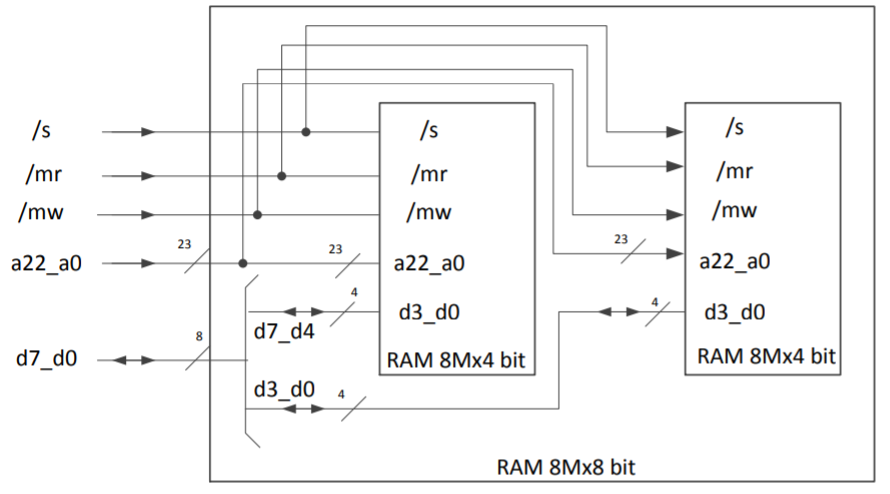 /s
/mr
/mw
a22_a0
d7_d0
23
8
/s
/mr
/mw
23
a22_a0
4
d3_d0
d7_d4
RAM 8Mx4 bit
d3_d0
4
/s
/mr
/mw
23
a22_a0
4
d3_d0
RAM 8Mx4 bit
RAM 8Mx8 bit